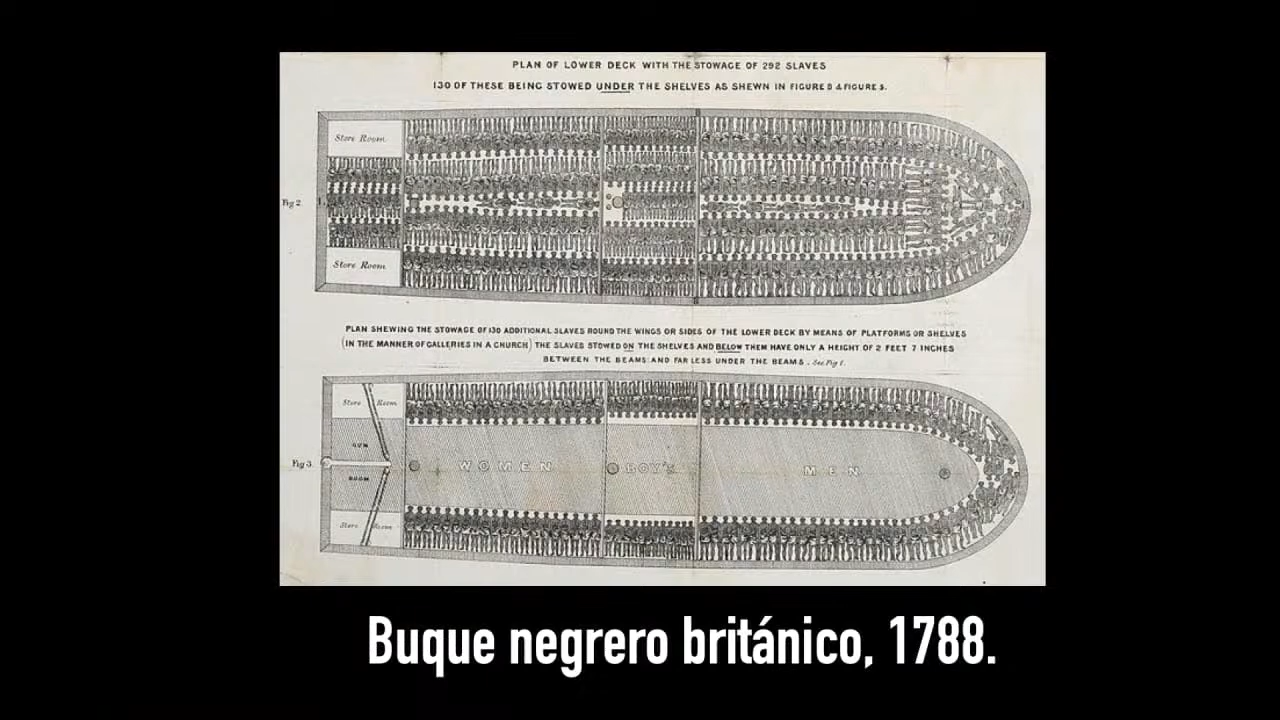 PLAN OF LOWER DECK WITH THE STOWAGE OF 292 SLAVES
130 OF THESE BEING STOWED UNDER THE SHELVES AS SHEWN IN FIGURE D & FIGURE 3.
Store Room
Fig 2.
Store Room
PLAN SHEWING THE STOWAGE OF 130 ADDITIONAL SLAVES ROUND THE WINGS OR SIDES OF THE LOWER DECK BY MEANS OF PLATFORMS OR SHELVES
(IN THE MANNER OF GALLERIES IN A CHURCH) THE SLAVES STOWED ON THE SHELVES AND BELOW THEM HAVE ONLY A HEIGHT OF 2 FEET 7 INCHES
BETWEEN THE BEAMS: AND FAR LESS UNDER THE BEAMS. See Fig 1.
Store Room
GUN
Fig 3. WOMEN BOY'S MEN
ROOM
Store Room
Buque negrero británico, 1788.